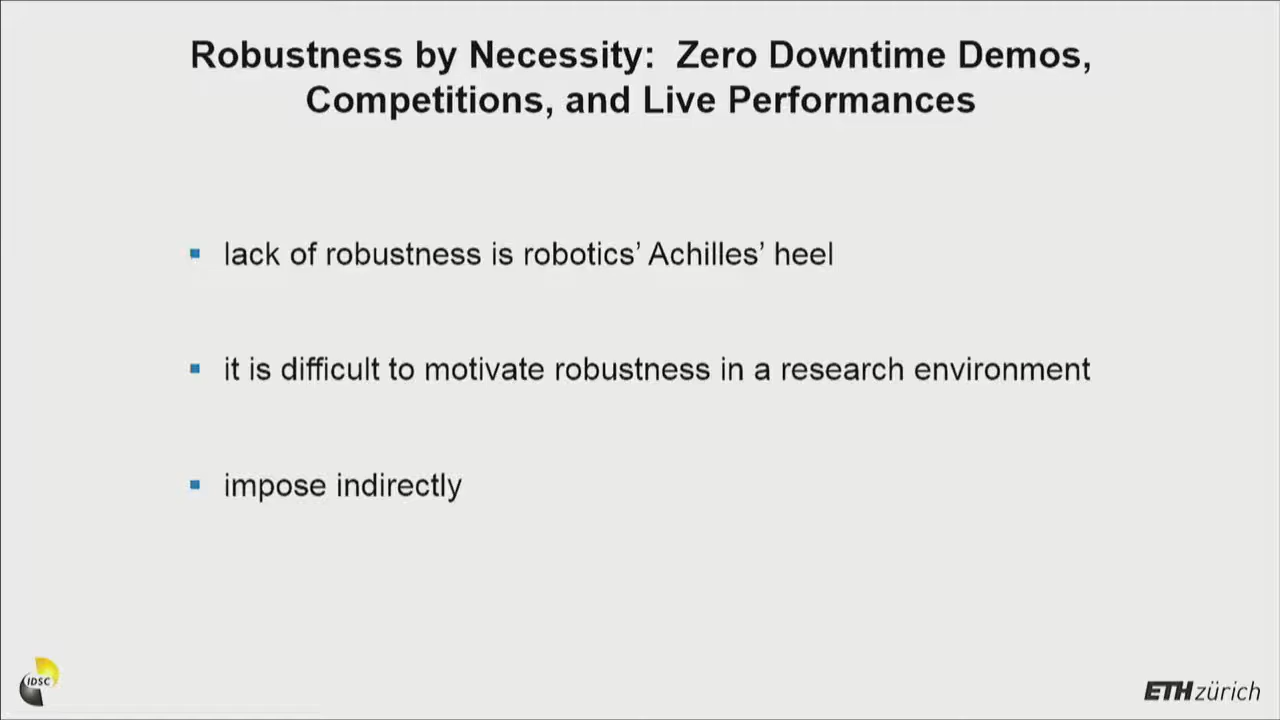 Robustness by Necessity:  Zero Downtime Demos,
Competitions, and Live Performances
▪ lack of robustness is robotics’ Achilles’ heel
▪ it is difficult to motivate robustness in a research environment
▪ impose indirectly
IDSC
ETH zürich